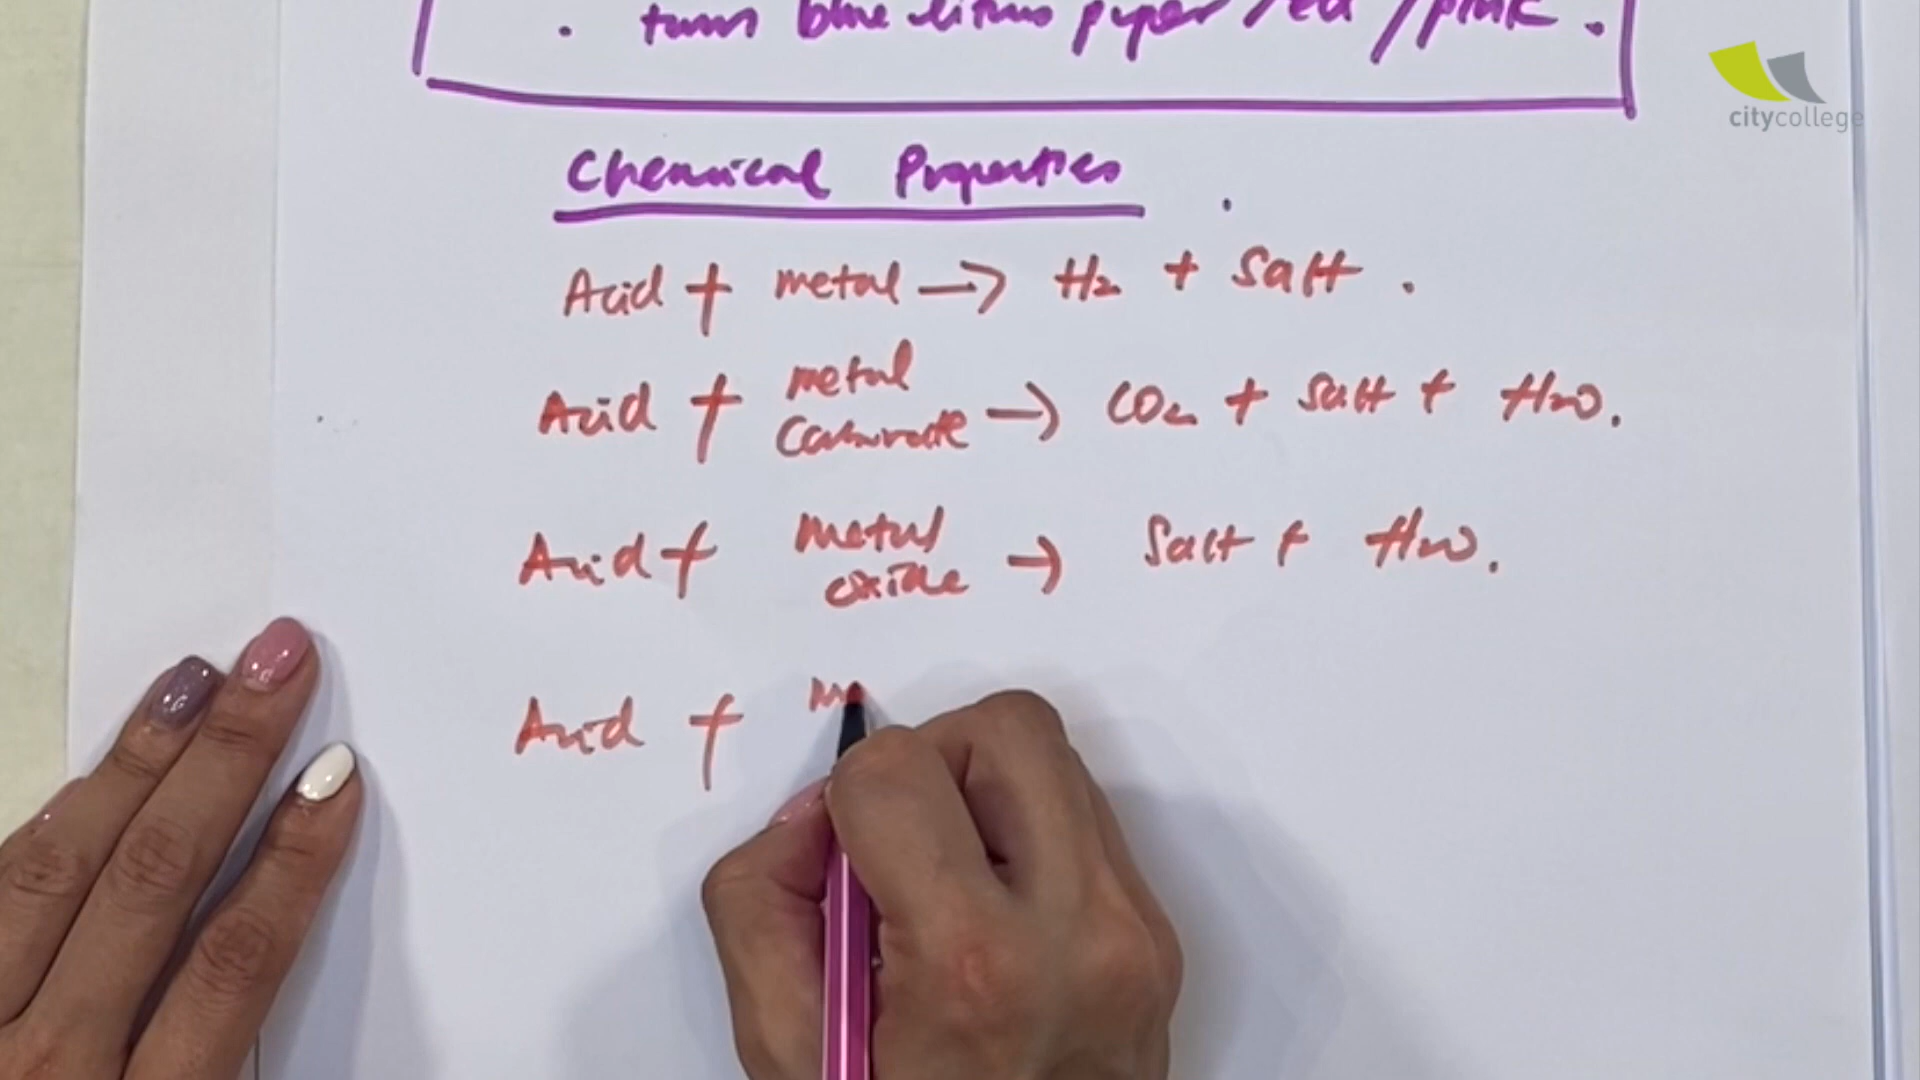 . turn blue litmus paper red/pink.
citycollege
Chemical Properties
Acid + metal → H₂ + Salt.
Acid + metal carbonate → CO₂ + Salt + H₂O.
Acid + metal oxide → Salt + H₂O.
Acid +